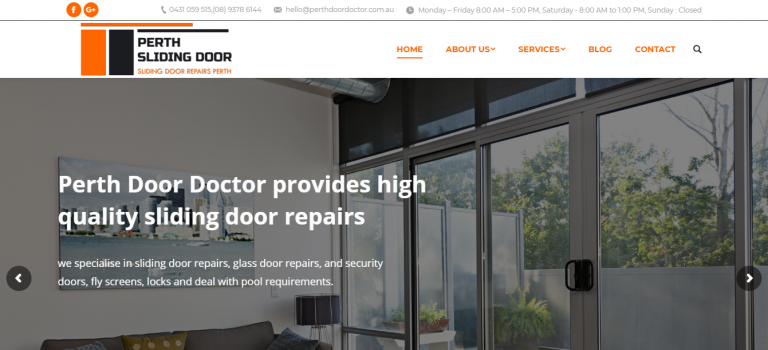 0431 059 515,(08) 9378 6144
hello@perthdoordoctor.com.au
Monday – Friday 8:00 AM – 5:00 PM, Saturday - 8:00 AM to 1:00 PM, Sunday : Closed
PERTH
SLIDING DOOR
SLIDING DOOR REPAIRS PERTH
HOME
ABOUT US
SERVICES
BLOG
CONTACT
Perth Door Doctor provides high
quality sliding door repairs
we specialise in sliding door repairs, glass door repairs, and security
doors, fly screens, locks and deal with pool requirements.